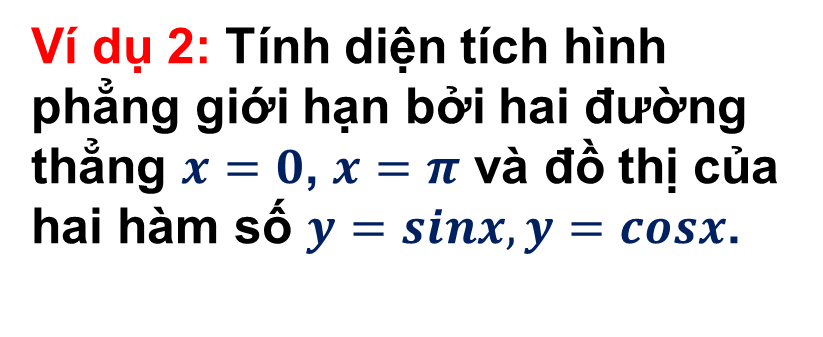 Ví dụ 2: Tính diện tích hình
phẳng giới hạn bởi hai đường
thẳng 𝒙 = 𝟎, 𝒙 = 𝝅 và đồ thị của
hai hàm số 𝒚 = 𝒔𝒊𝒏𝒙, 𝒚 = 𝒄𝒐𝒔𝒙.